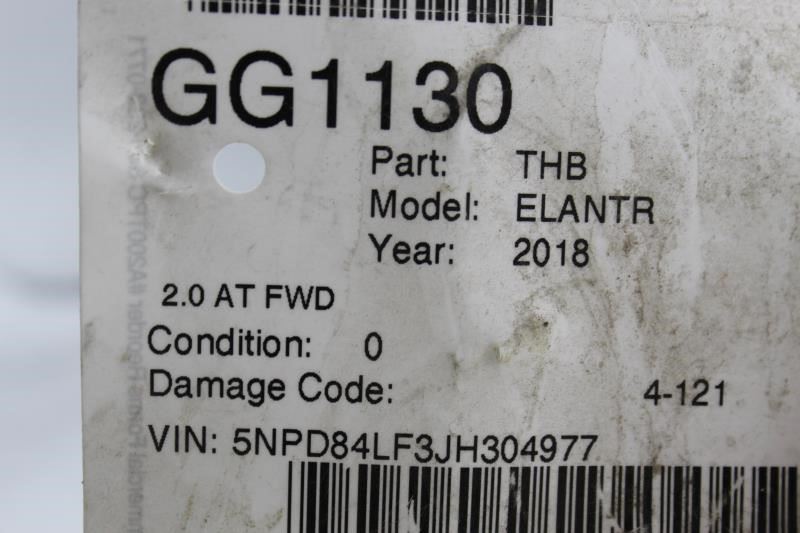 GG1130
Part: THB
Model: ELANTR
Year: 2018
2.0 AT FWD
Condition: 0
Damage Code: 4-121
VIN: 5NPD84LF3JH304977